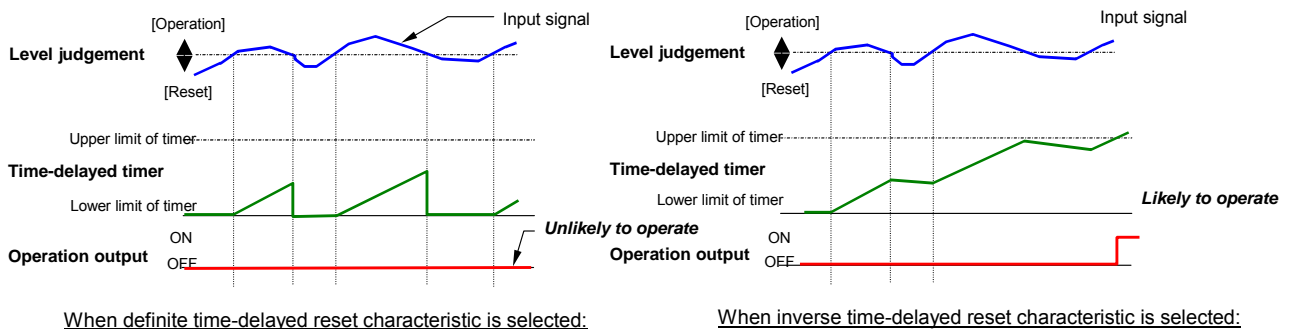 [Operation]
Input signal
Level judgement
[Reset]
Upper limit of timer
Time-delayed timer
Lower limit of timer
Unlikely to operate
ON
Operation output
OFF
When definite time-delayed reset characteristic is selected:
[Operation]
Input signal
Level judgement
[Reset]
Upper limit of timer
Time-delayed timer
Lower limit of timer
Likely to operate
ON
Operation output
OFF
When inverse time-delayed reset characteristic is selected: